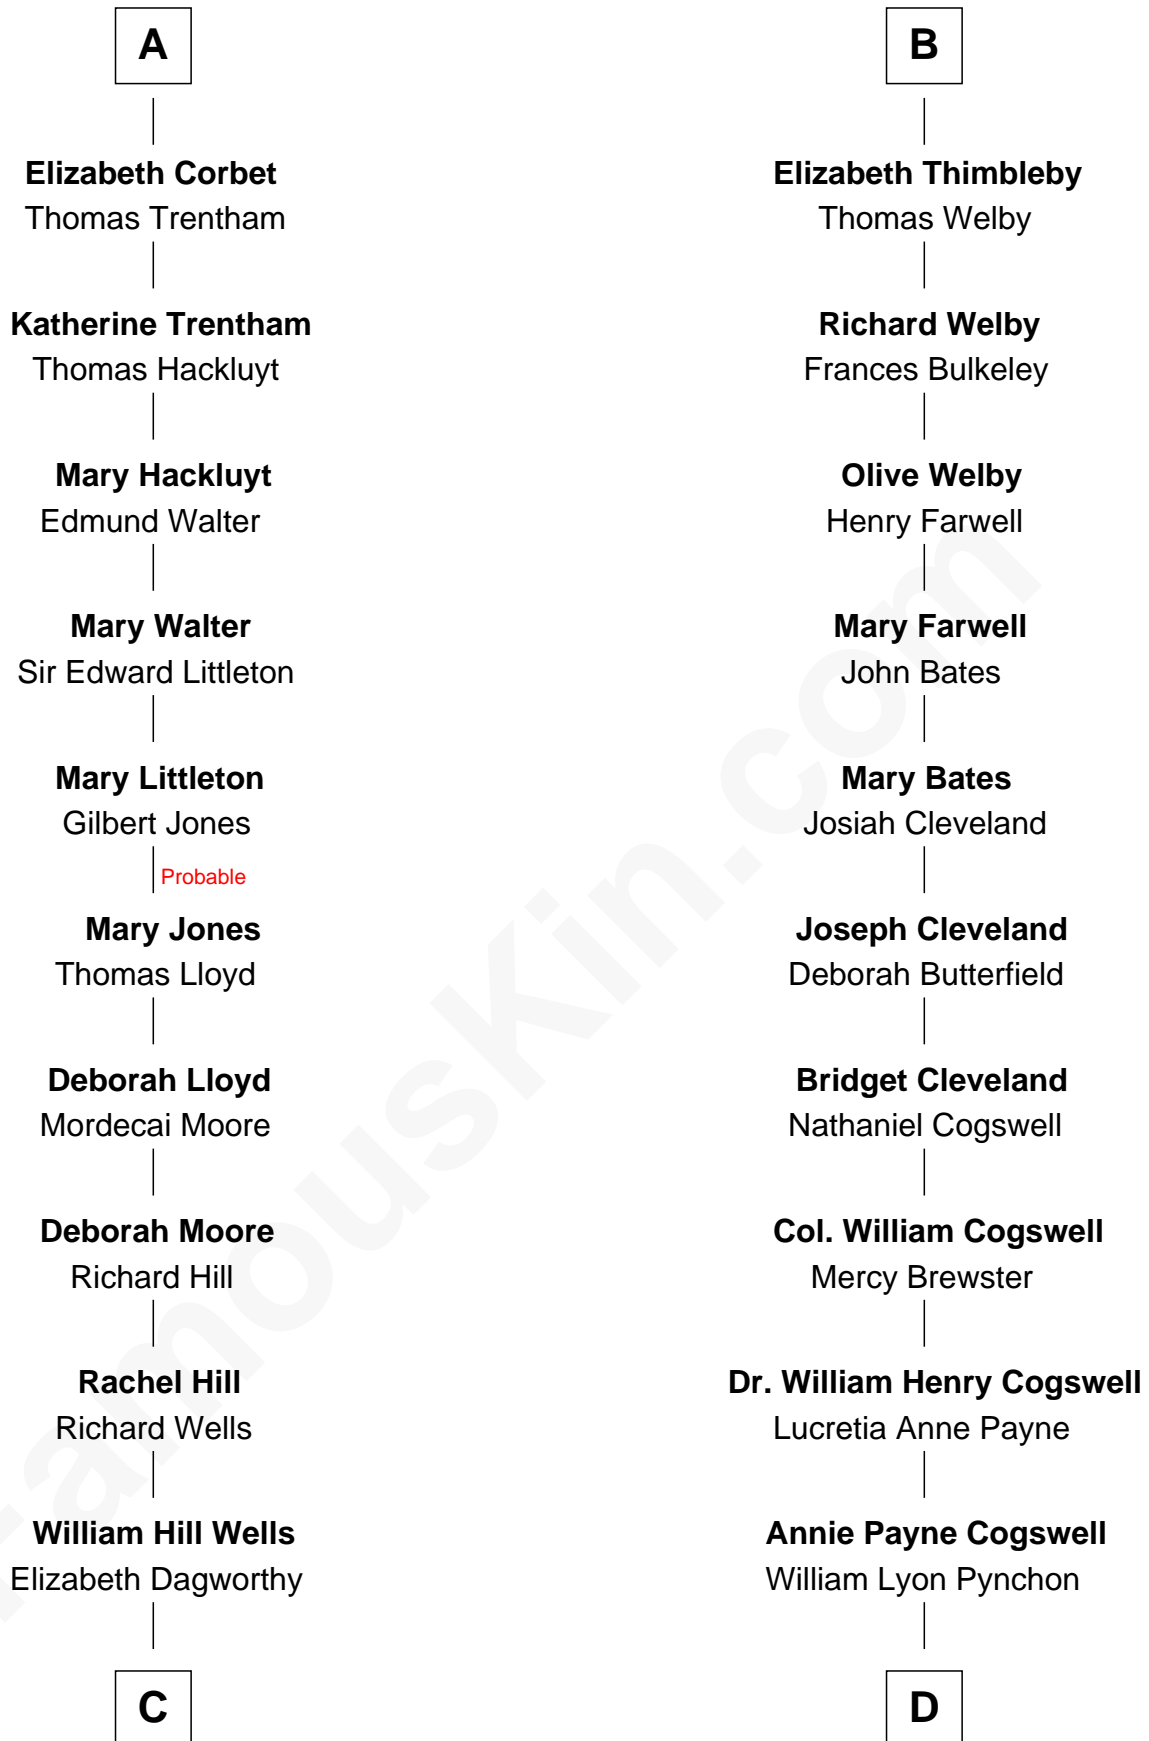 A
Elizabeth Corbet
Thomas Trentham
Katherine Trentham
Thomas Hackluyt
Mary Hackluyt
Edmund Walter
Mary Walter
Sir Edward Littleton
Mary Littleton
Gilbert Jones
Probable
Mary Jones
Thomas Lloyd
Deborah Lloyd
Mordecai Moore
Deborah Moore
Richard Hill
Rachel Hill
Richard Wells
William Hill Wells
Elizabeth Dagworthy
C
B
Elizabeth Thimbleby
Thomas Welby
Richard Welby
Frances Bulkeley
Olive Welby
Henry Farwell
Mary Farwell
John Bates
Mary Bates
Josiah Cleveland
Joseph Cleveland
Deborah Butterfield
Bridget Cleveland
Nathaniel Cogswell
Col. William Cogswell
Mercy Brewster
Dr. William Henry Cogswell
Lucretia Anne Payne
Annie Payne Cogswell
William Lyon Pynchon
D
FamousKin.com